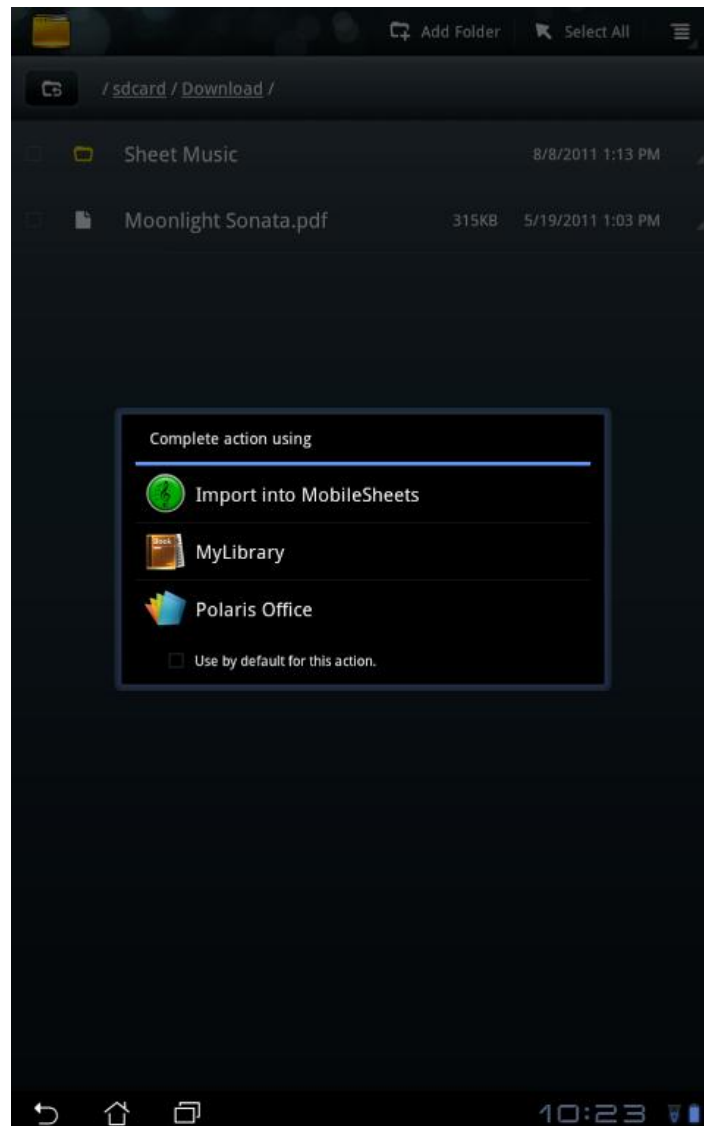 Add Folder Select All
/ sdcard / Download /
Sheet Music 8/8/2011 1:13 PM
Moonlight Sonata.pdf 315KB 5/19/2011 1:03 PM
Complete action using
Import into MobileSheets
Book MyLibrary
Polaris Office
Use by default for this action.
10:23